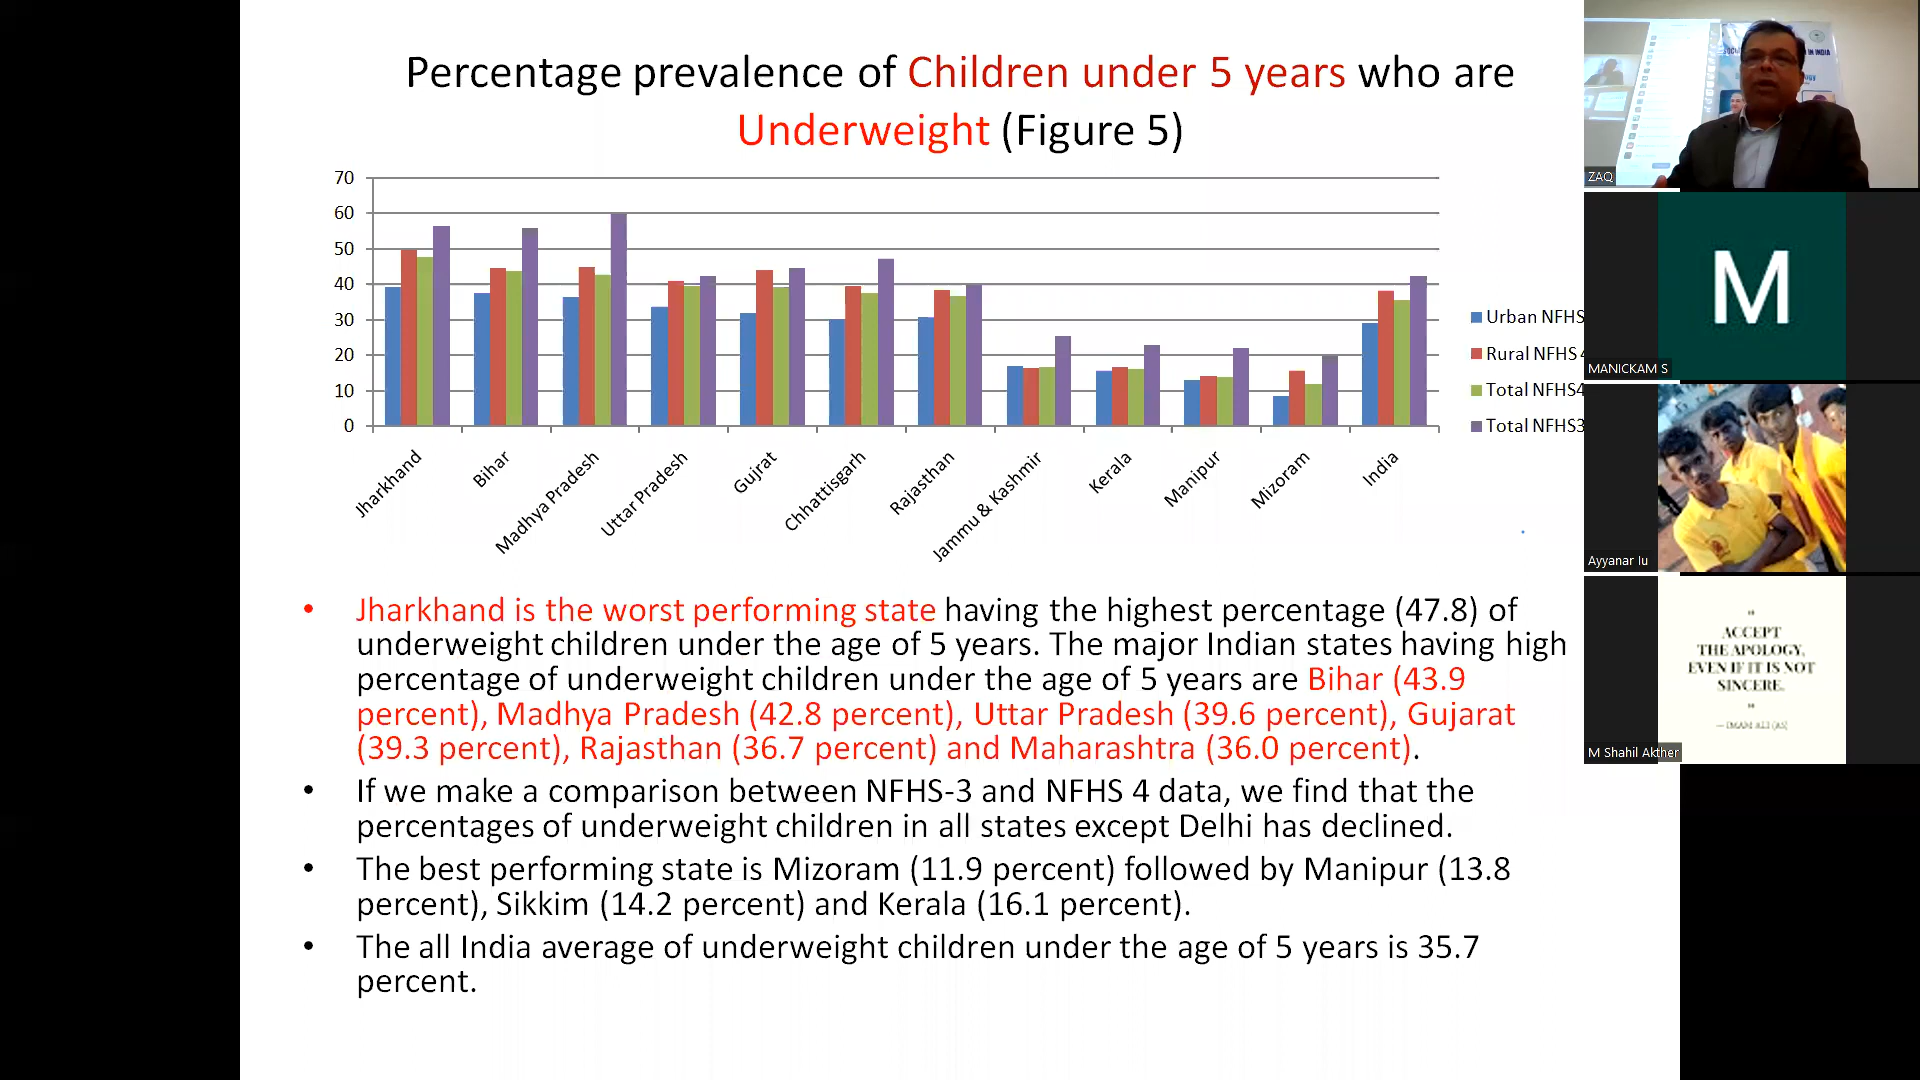 Percentage prevalence of Children under 5 years who are
Underweight (Figure 5)
70
60
50
40
30
20
10
0
Jharkhand
Bihar
Madhya Pradesh
Uttar Pradesh
Gujrat
Chhattisgarh
Rajasthan
Jammu & Kashmir
Kerala
Manipur
Mizoram
India
Urban NFHS
Rural NFHS 4
Total NFHS4
Total NFHS3
• Jharkhand is the worst performing state having the highest percentage (47.8) of
underweight children under the age of 5 years. The major Indian states having high
percentage of underweight children under the age of 5 years are Bihar (43.9
percent), Madhya Pradesh (42.8 percent), Uttar Pradesh (39.6 percent), Gujarat
(39.3 percent), Rajasthan (36.7 percent) and Maharashtra (36.0 percent).
• If we make a comparison between NFHS-3 and NFHS 4 data, we find that the
percentages of underweight children in all states except Delhi has declined.
• The best performing state is Mizoram (11.9 percent) followed by Manipur (13.8
percent), Sikkim (14.2 percent) and Kerala (16.1 percent).
• The all India average of underweight children under the age of 5 years is 35.7
percent.
IN INDIA
ZAQ
M
MANICKAM S
Ayyanar Iu
"
ACCEPT
THE APOLOGY,
EVEN IF IT IS NOT
SINCERE.
"
— IMAM ALI (AS)
M Shahil Akther